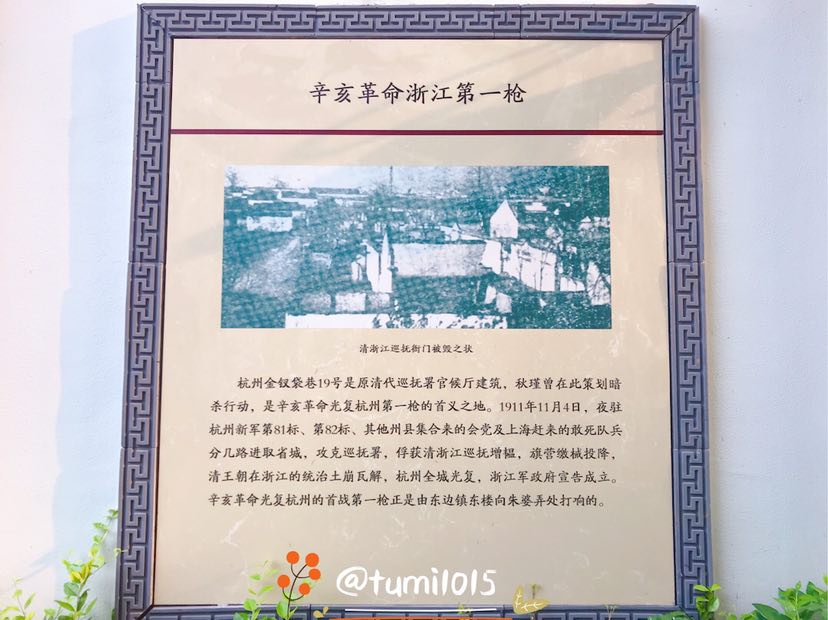 辛亥革命浙江第一枪
清浙江巡抚衙门被毁之状
杭州金钗袋巷19号是原清代巡抚署官候厅建筑，秋瑾曾在此策划暗
杀行动，是辛亥革命光复杭州第一枪的首义之地。1911年11月4日，夜驻
杭州新军第81标、第82标、其他州县集合来的会党及上海赶来的敢死队兵
分几路进取省城，攻克巡抚署，俘获清浙江巡抚增韫，旗营缴械投降，
清王朝在浙江的统治土崩瓦解，杭州全城光复，浙江军政府宣告成立。
辛亥革命光复杭州的首战第一枪正是由东边镇东楼向朱婆弄处打响的。
@tumi1015